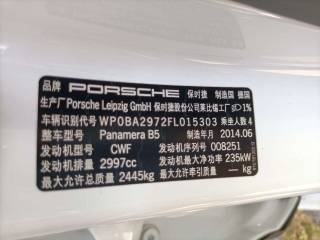 品牌 PORSCHE 保时捷 制造国 德国
生产厂 Porsche Leipzig GmbH 保时捷股份公司莱比锡工厂
车辆识别代号 WP0BA2972FL015303 乘坐人数 4
整车型号 Panamera B5 制造年月 2014.06
发动机型号 CWF 发动机序列号 008251
发动机排量 2997cc 发动机最大净功率 235kW
最大允许总质量 2445kg 最大允许牵引质量 — kg